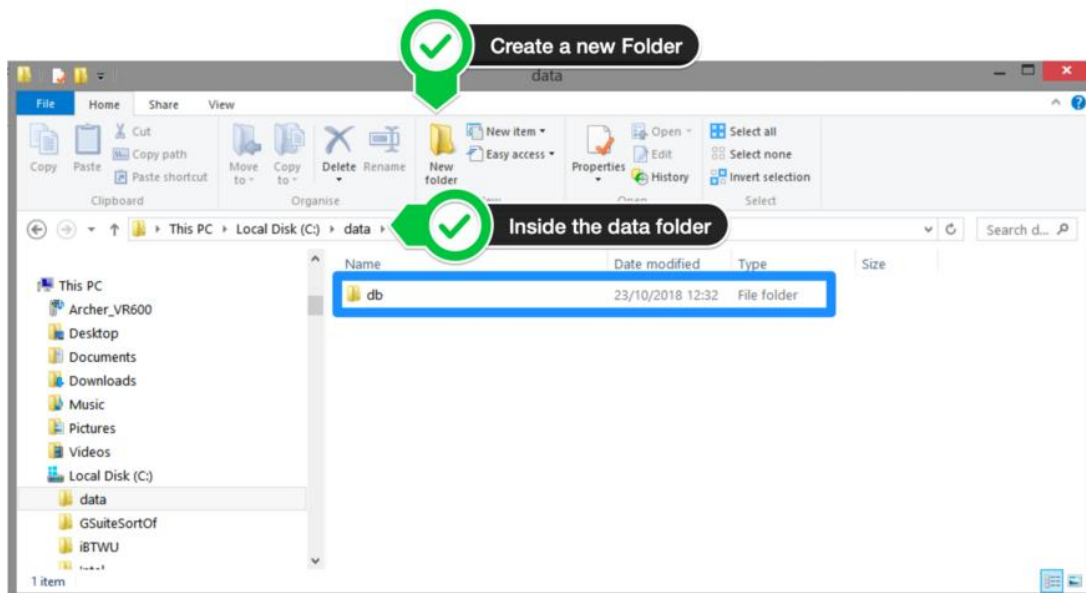 Create a new Folder
data
File Home Share View
Copy
Paste
Cut
Copy path
Paste shortcut
Move to
Copy to
Delete
Rename
New folder
New item
Easy access
Properties
Open
Edit
History
Select all
Select none
Invert selection
Clipboard
Organise
Open
Select
This PC Local Disk (C:) data
Inside the data folder
Search d...
Name Date modified Type Size
db 23/10/2018 12:32 File folder
This PC
Archer_VR600
Desktop
Documents
Downloads
Music
Pictures
Videos
Local Disk (C:)
data
GSuiteSortOf
iBTWU
1 item